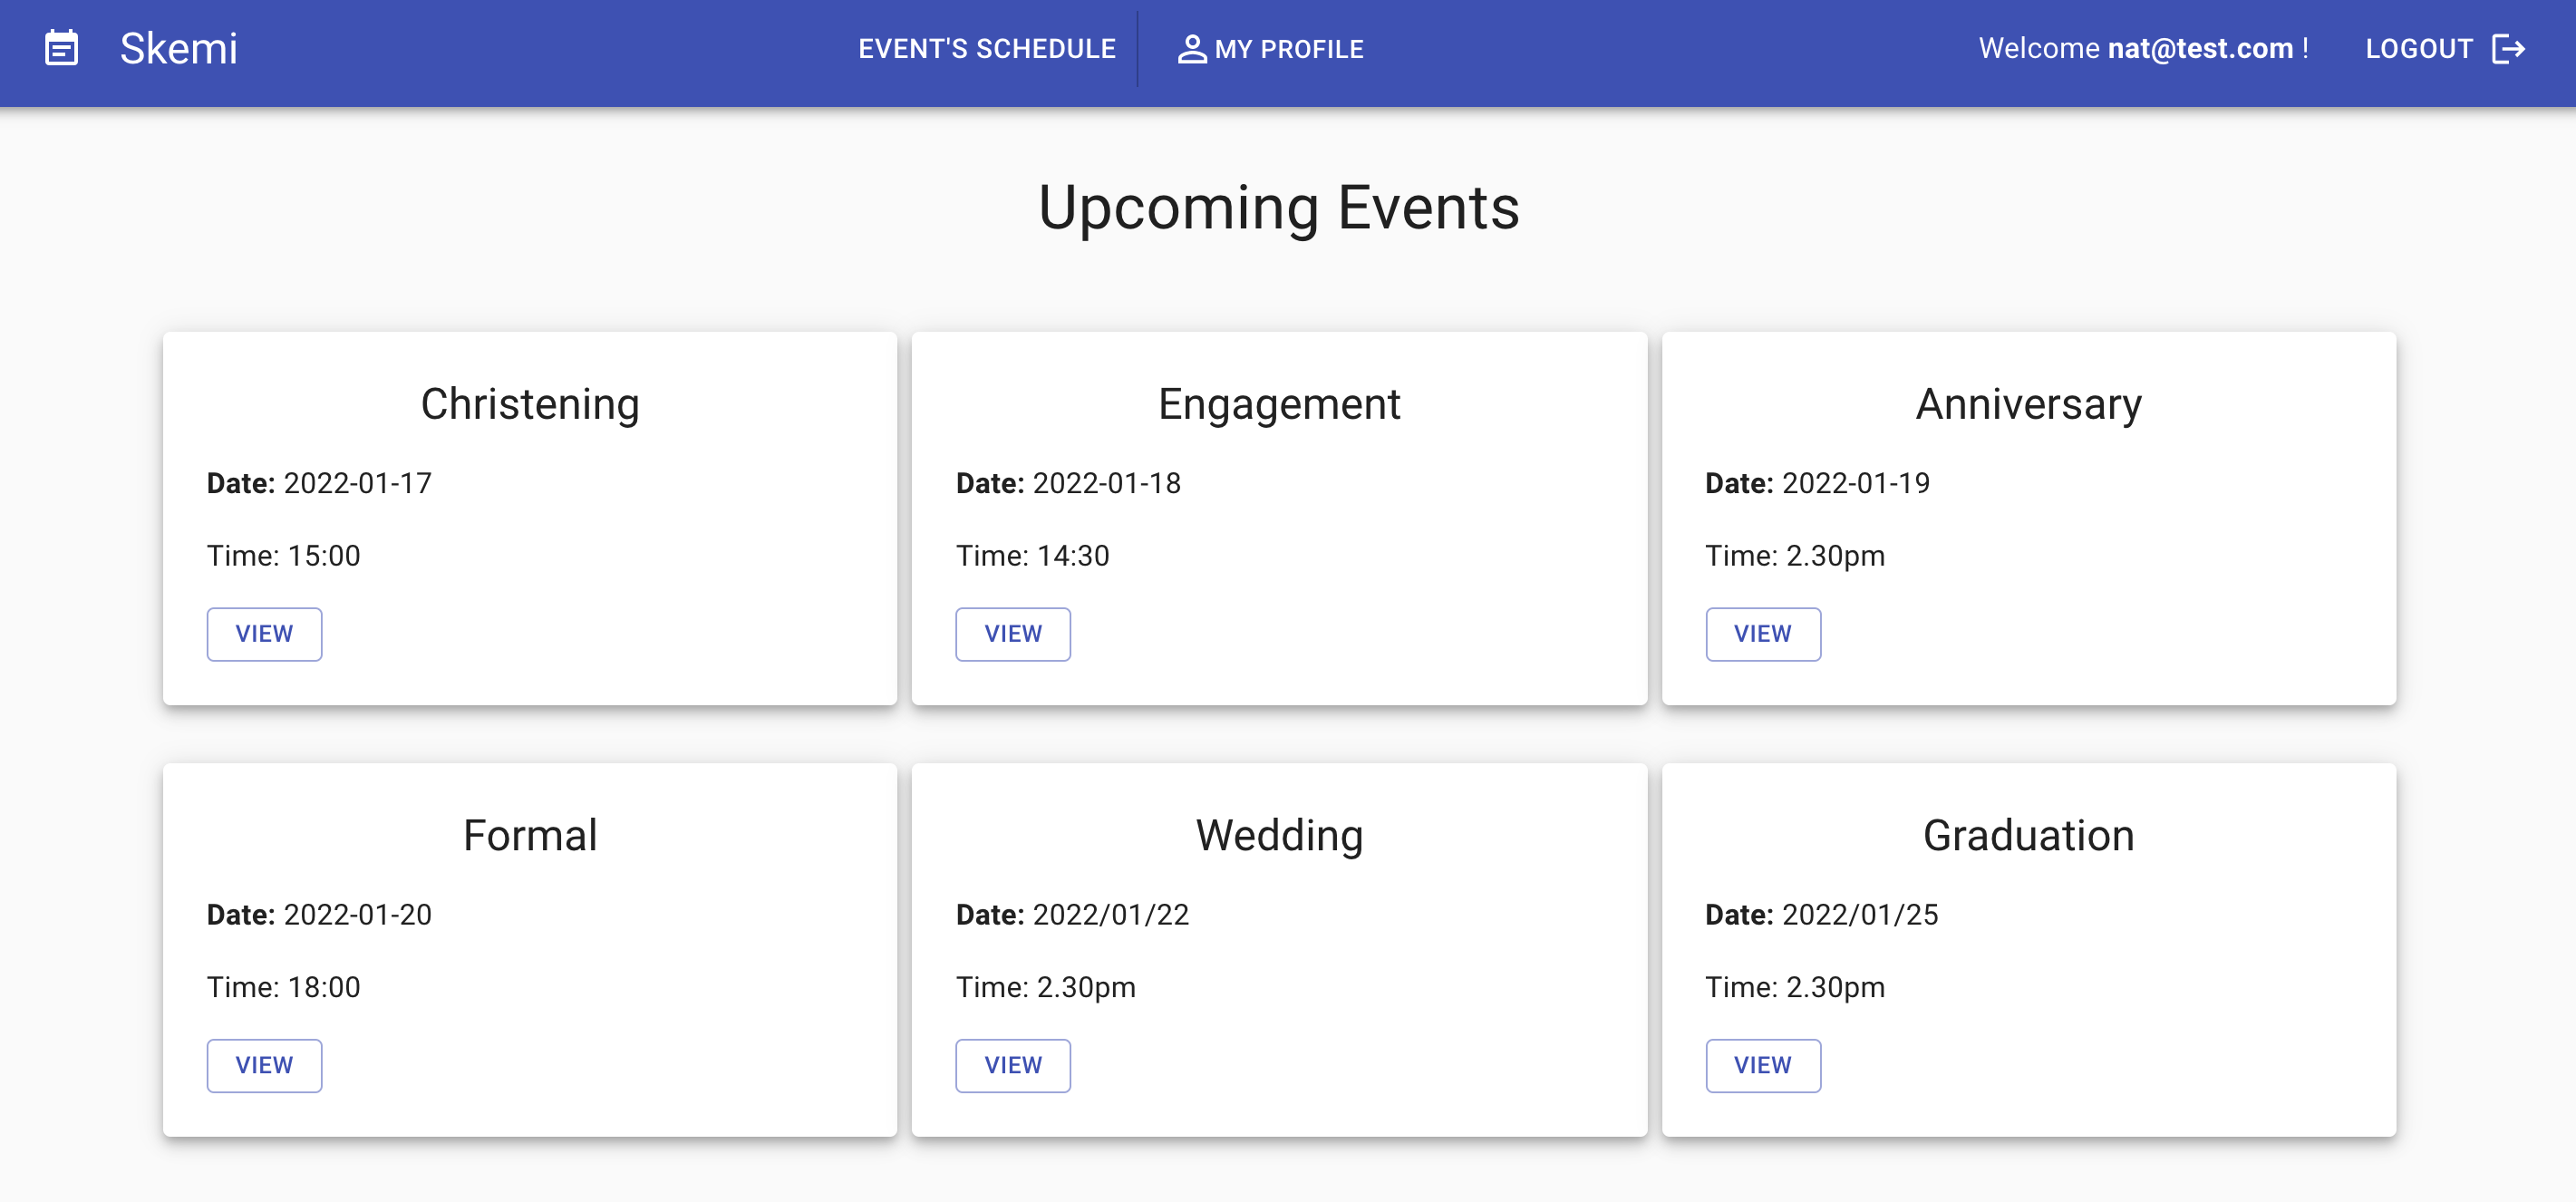 Skemi
EVENT'S SCHEDULE
MY PROFILE
Welcome nat@test.com !
LOGOUT
Upcoming Events
Christening
Date: 2022-01-17
Time: 15:00
VIEW
Engagement
Date: 2022-01-18
Time: 14:30
VIEW
Anniversary
Date: 2022-01-19
Time: 2.30pm
VIEW
Formal
Date: 2022-01-20
Time: 18:00
VIEW
Wedding
Date: 2022/01/22
Time: 2.30pm
VIEW
Graduation
Date: 2022/01/25
Time: 2.30pm
VIEW